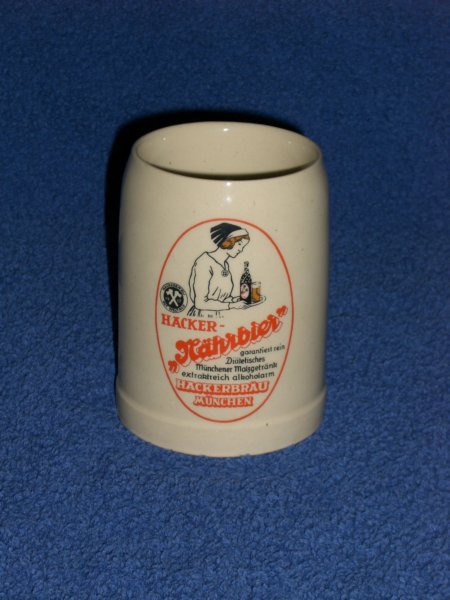 HACKER-
„Nährbier"
garantiert rein
Diätetisches
Münchener Malzgetränk
extraktreich alkoholarm
HACKERBRÄU
MÜNCHEN